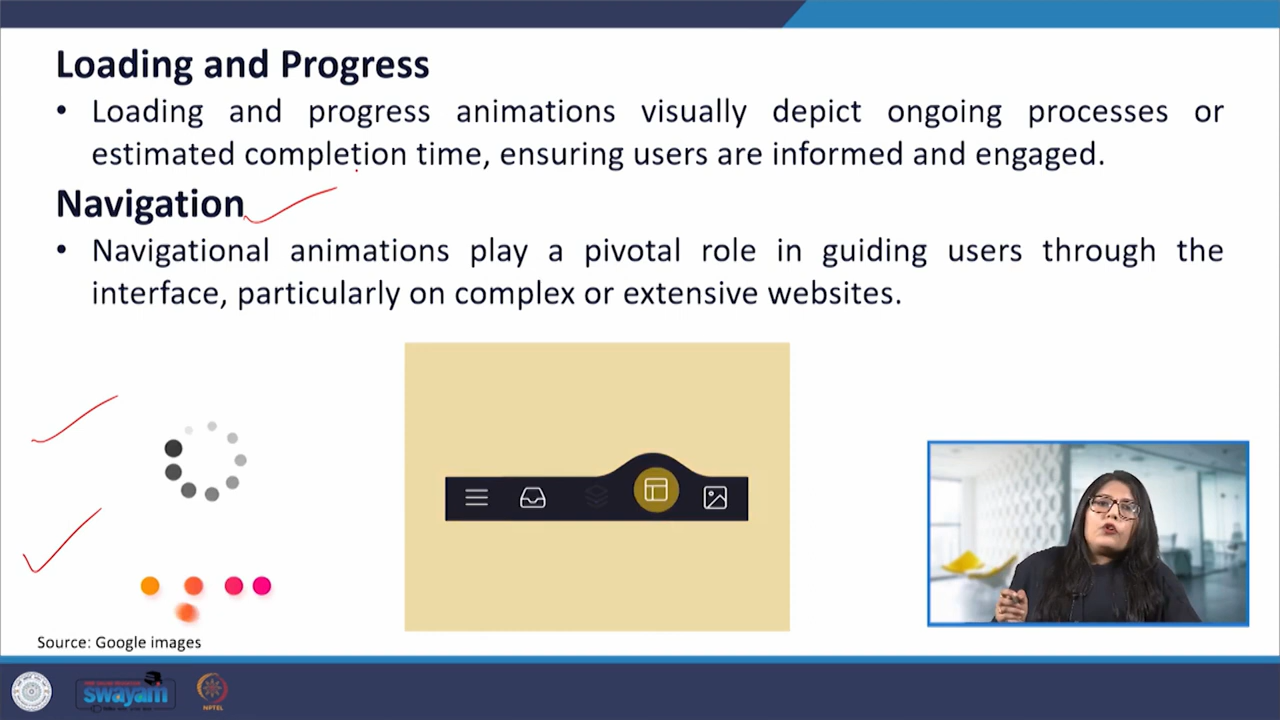 Loading and Progress
• Loading and progress animations visually depict ongoing processes or
estimated completion time, ensuring users are informed and engaged.
Navigation
• Navigational animations play a pivotal role in guiding users through the
interface, particularly on complex or extensive websites.
Source: Google images
swayam
NPTEL